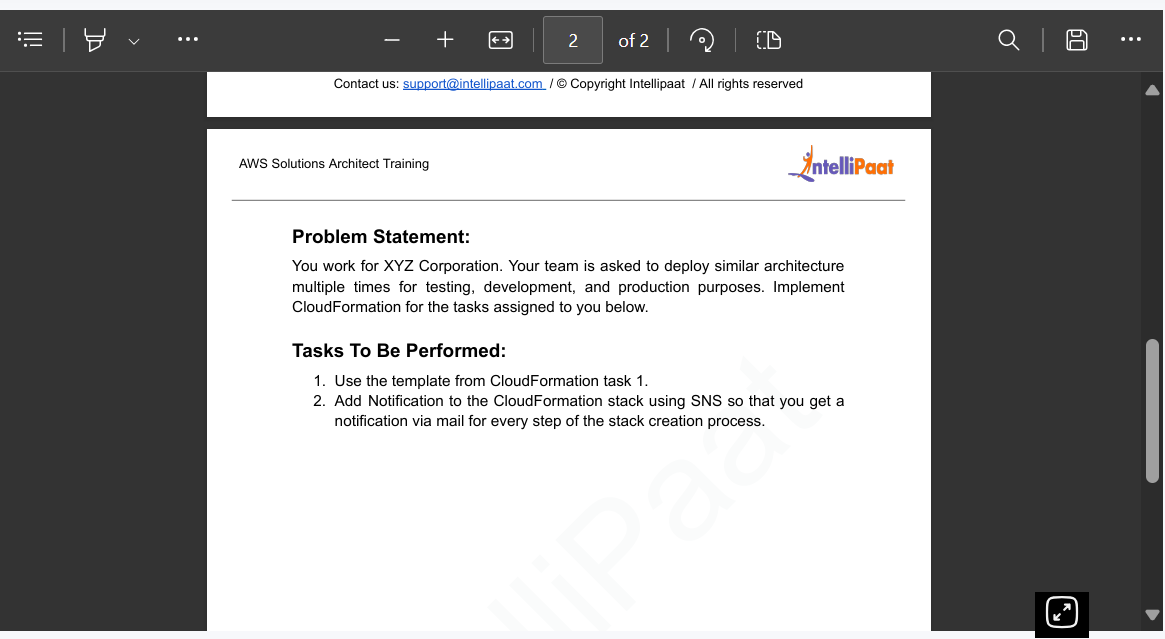 2 of 2
Contact us: support@intellipaat.com / © Copyright Intellipaat / All rights reserved
AWS Solutions Architect Training
IntelliPaat
Problem Statement:
You work for XYZ Corporation. Your team is asked to deploy similar architecture
multiple times for testing, development, and production purposes. Implement
CloudFormation for the tasks assigned to you below.
Tasks To Be Performed:
1. Use the template from CloudFormation task 1.
2. Add Notification to the CloudFormation stack using SNS so that you get a
notification via mail for every step of the stack creation process.
lliPaat